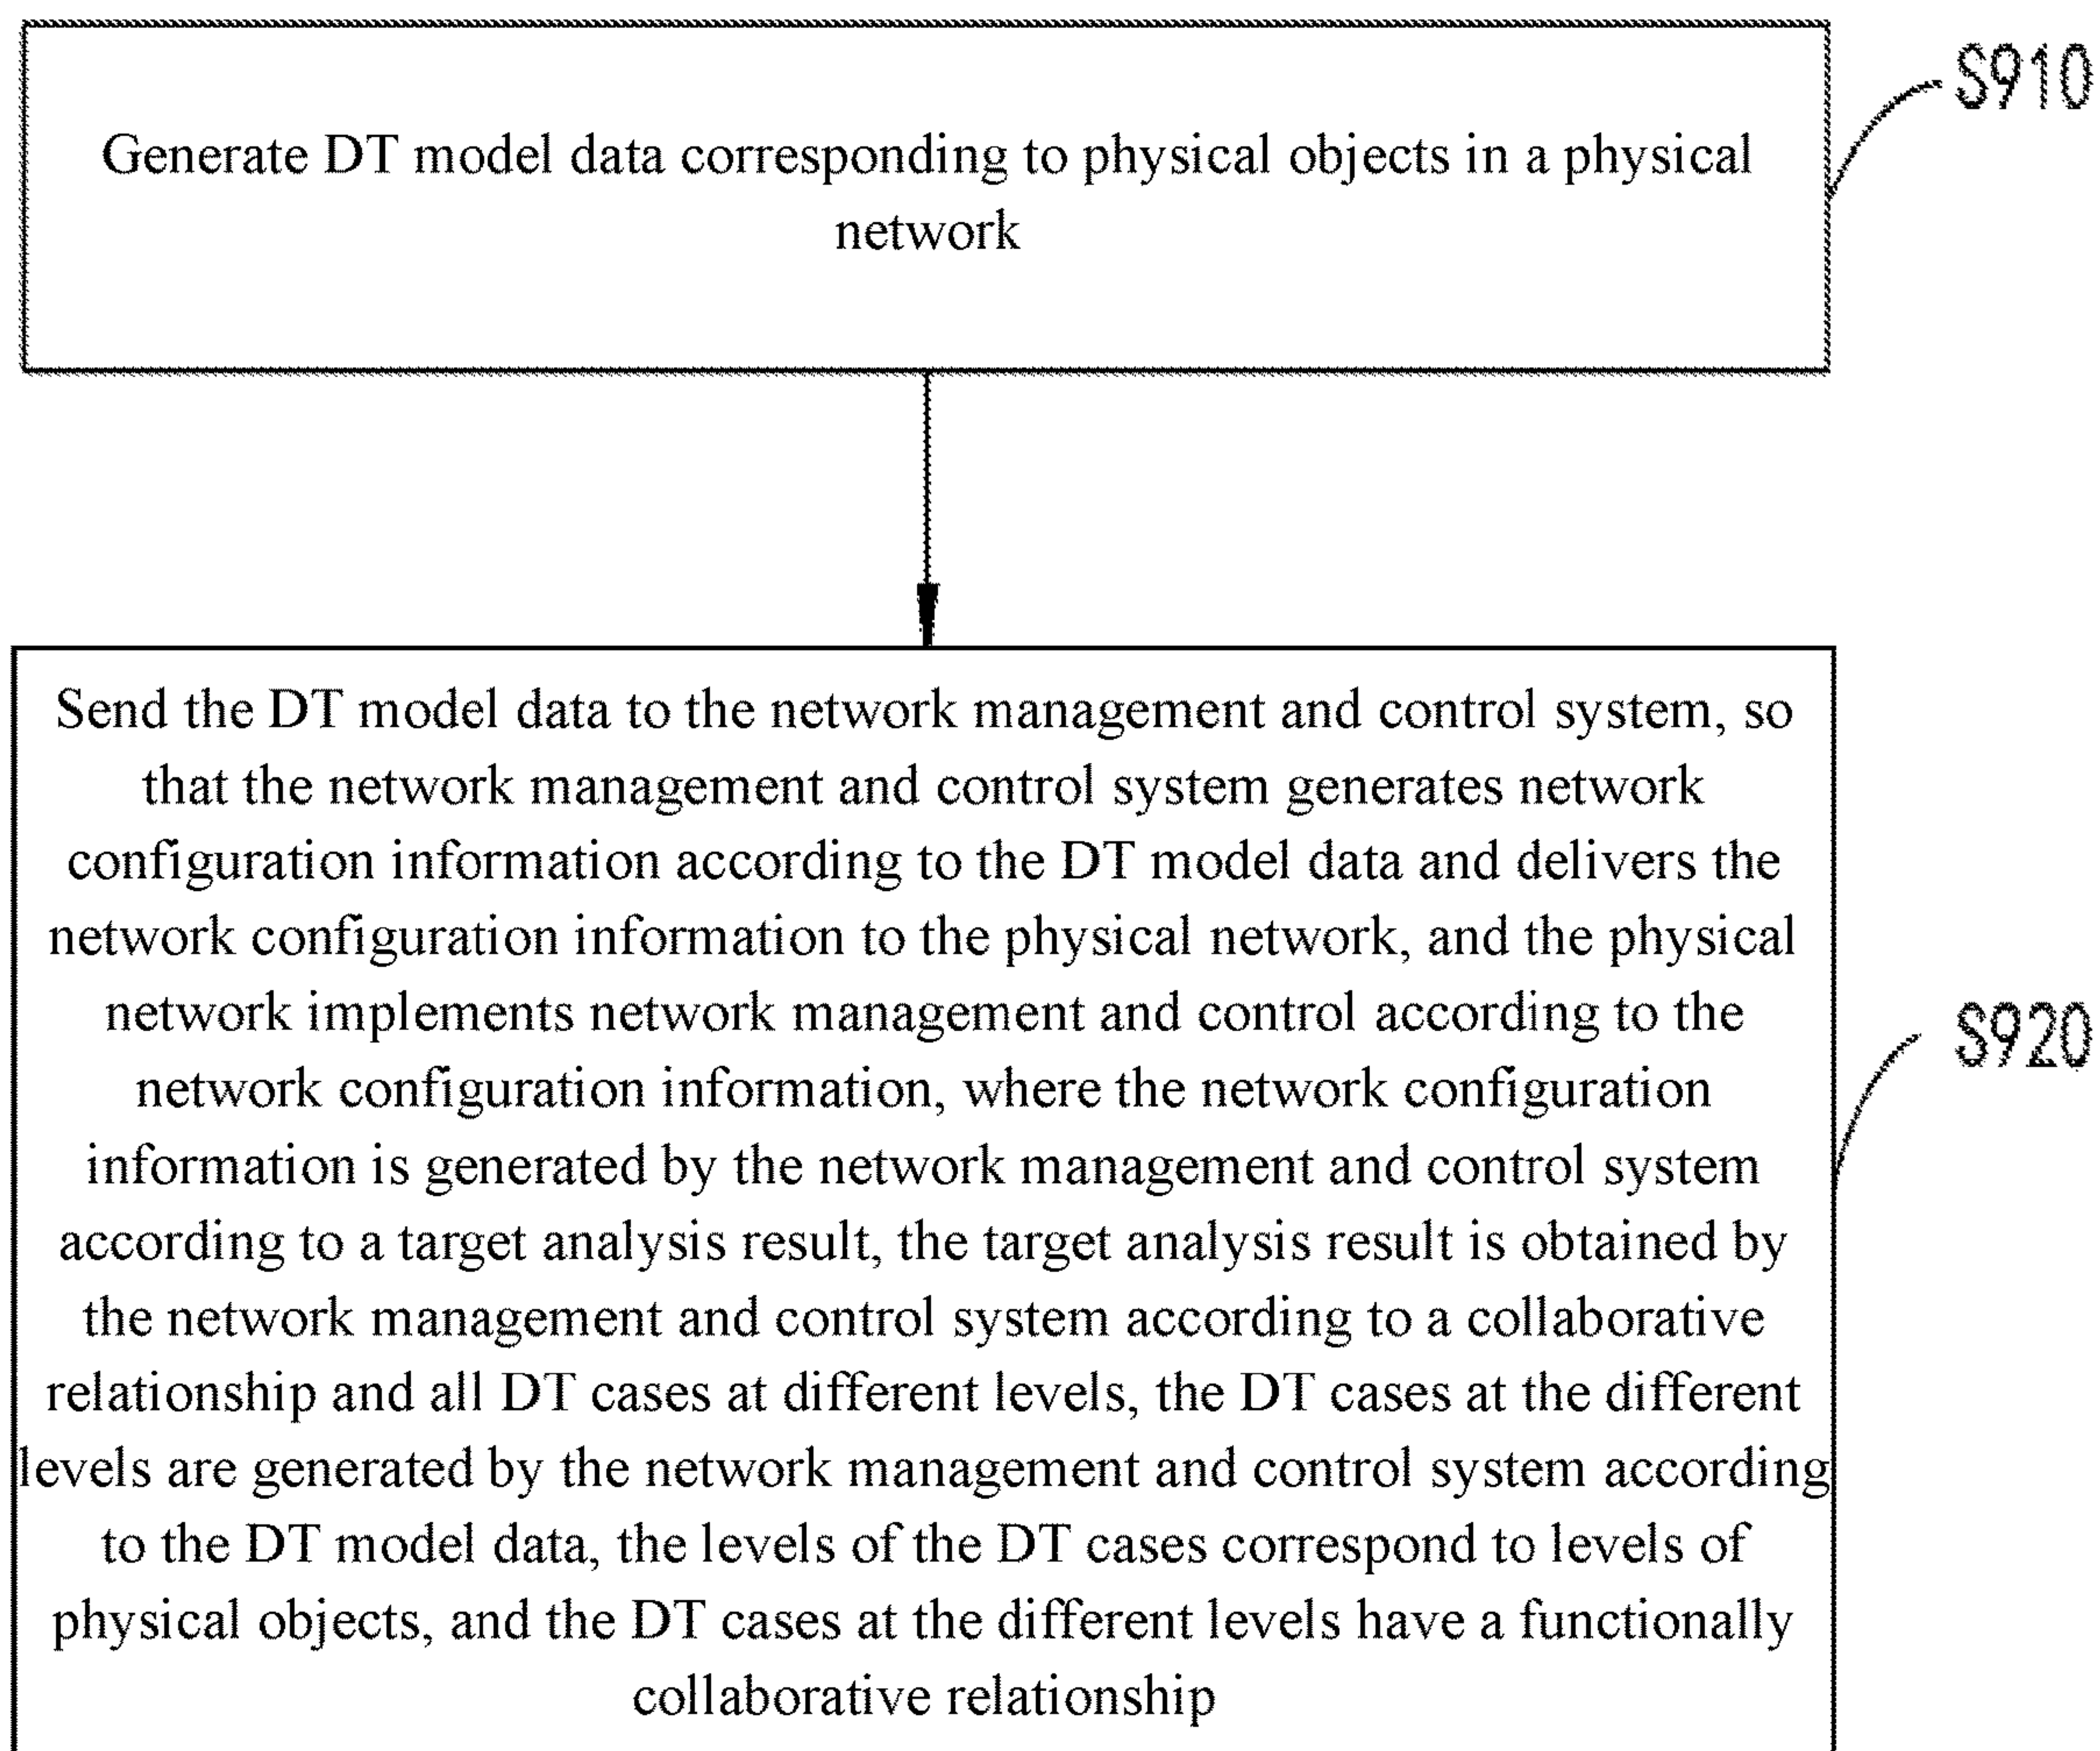 Generate DT model data corresponding to physical objects in a physical
network
S910
Send the DT model data to the network management and control system, so
that the network management and control system generates network
configuration information according to the DT model data and delivers the
network configuration information to the physical network, and the physical
network implements network management and control according to the
network configuration information, where the network configuration
information is generated by the network management and control system
according to a target analysis result, the target analysis result is obtained by
the network management and control system according to a collaborative
relationship and all DT cases at different levels, the DT cases at the different
levels are generated by the network management and control system according
to the DT model data, the levels of the DT cases correspond to levels of
physical objects, and the DT cases at the different levels have a functionally
collaborative relationship
S920